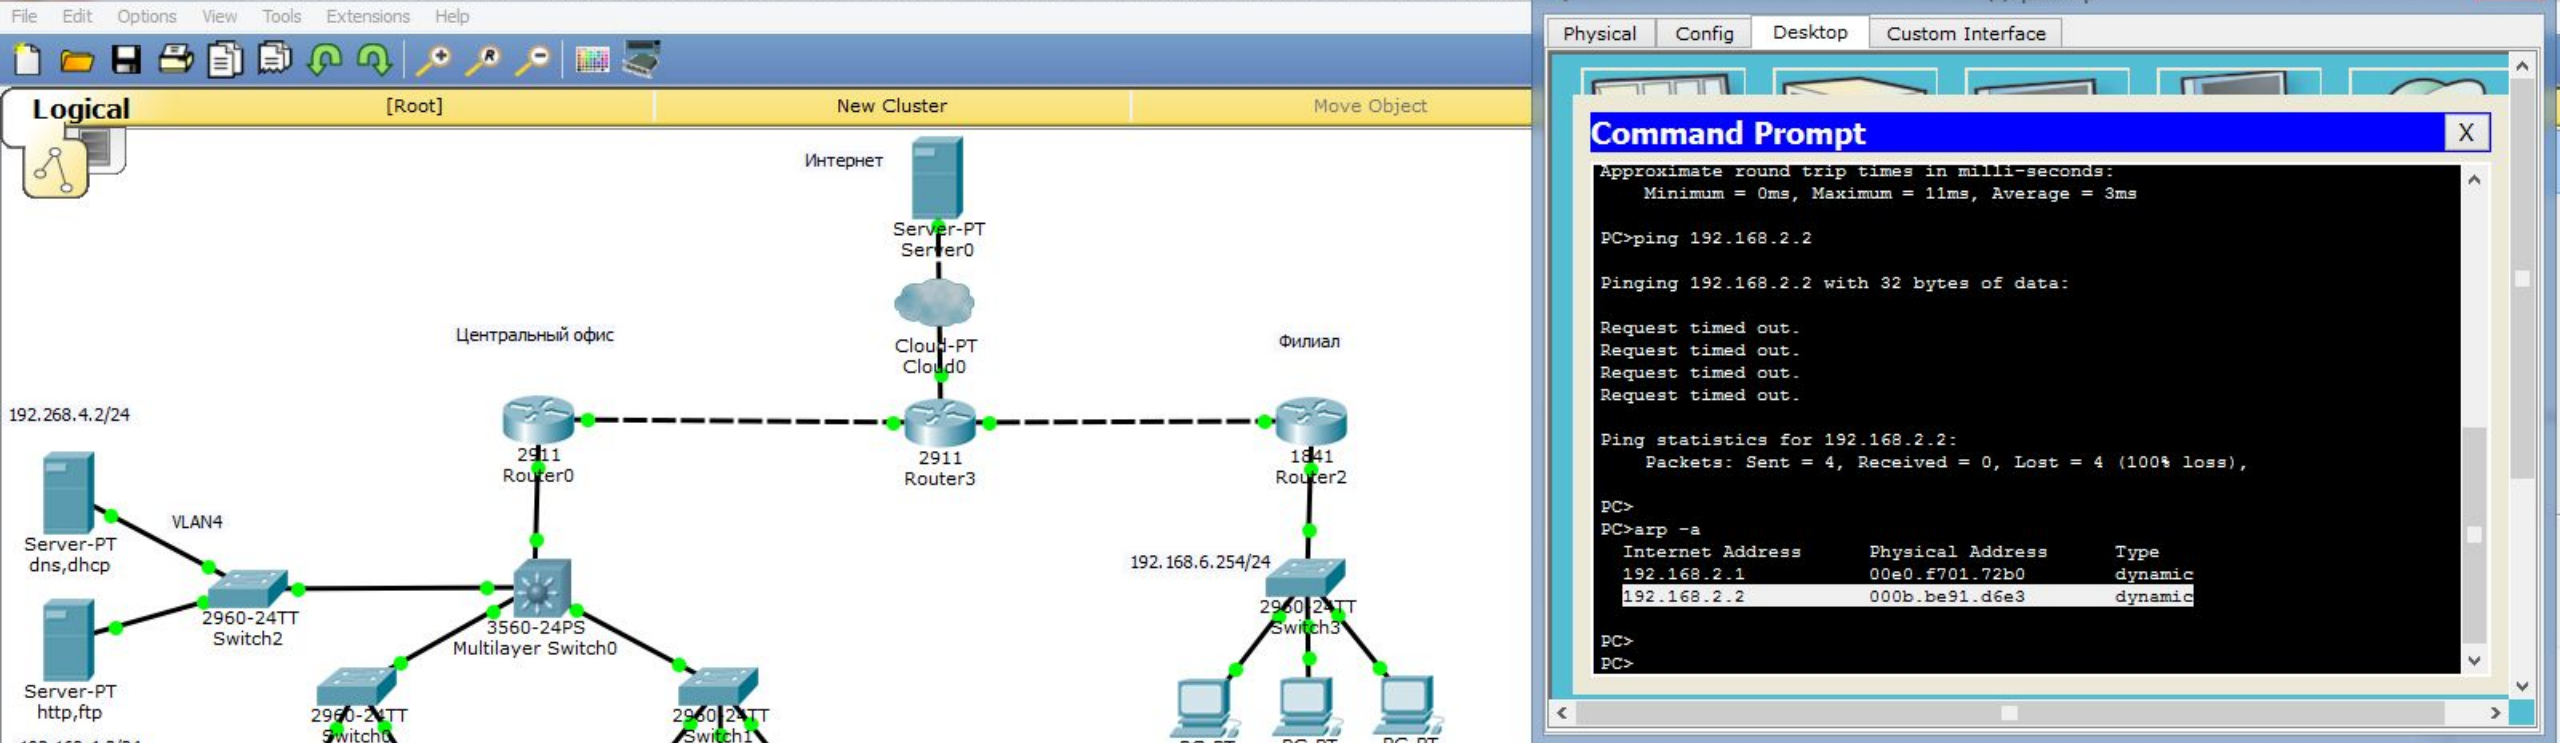 File Edit Options View Tools Extensions Help
Logical
[Root]
New Cluster
Move Object
Интернет
Server-PT
Server0
Cloud-PT
Cloud0
Центральный офис
Филиал
192.268.4.2/24
2911
Router0
2911
Router3
1841
Router2
VLAN4
Server-PT
dns,dhcp
192.168.6.254/24
2960-24TT
Switch2
3560-24PS
Multilayer Switch0
2960-24TT
Switch3
Server-PT
http,ftp
2960-24TT
Switch0
2960-24TT
Switch1
PC-PT
PC-PT
PC-PT
Physical Config Desktop Custom Interface
Command Prompt
X
Approximate round trip times in milli-seconds:
Minimum = 0ms, Maximum = 11ms, Average = 3ms
PC>ping 192.168.2.2
Pinging 192.168.2.2 with 32 bytes of data:
Request timed out.
Request timed out.
Request timed out.
Request timed out.
Ping statistics for 192.168.2.2:
Packets: Sent = 4, Received = 0, Lost = 4 (100% loss),
PC>
PC>arp -a
Internet Address Physical Address Type
192.168.2.1 00e0.f701.72b0 dynamic
192.168.2.2 000b.be91.d6e3 dynamic
PC>
PC>